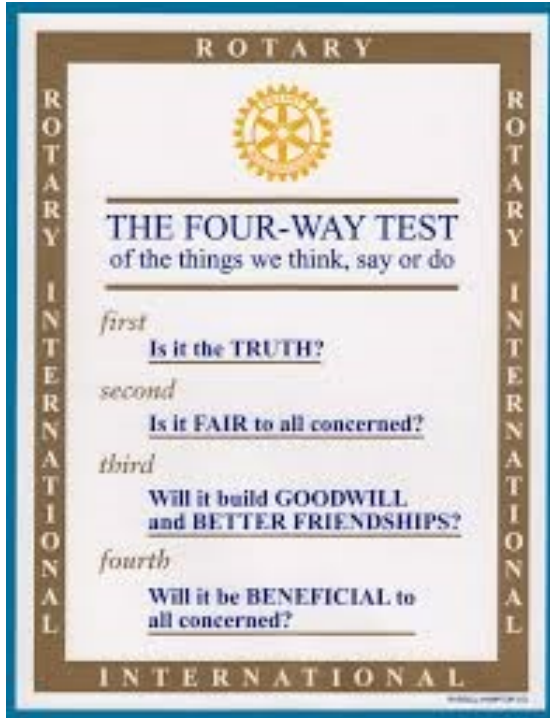 ROTARY
ROTARY INTERNATIONAL
ROTARY INTERNATIONAL
THE FOUR-WAY TEST
of the things we think, say or do
first
Is it the TRUTH?
second
Is it FAIR to all concerned?
third
Will it build GOODWILL
and BETTER FRIENDSHIPS?
fourth
Will it be BENEFICIAL to
all concerned?
INTERNATIONAL